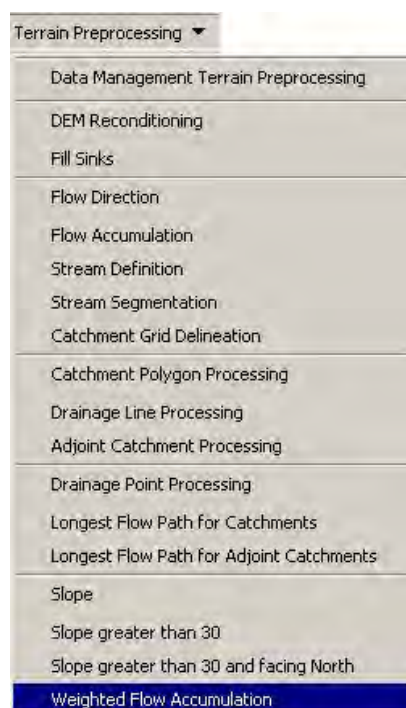 Terrain Preprocessing
Data Management Terrain Preprocessing
DEM Reconditioning
Fill Sinks
Flow Direction
Flow Accumulation
Stream Definition
Stream Segmentation
Catchment Grid Delineation
Catchment Polygon Processing
Drainage Line Processing
Adjoint Catchment Processing
Drainage Point Processing
Longest Flow Path for Catchments
Longest Flow Path for Adjoint Catchments
Slope
Slope greater than 30
Slope greater than 30 and facing North
Weighted Flow Accumulation